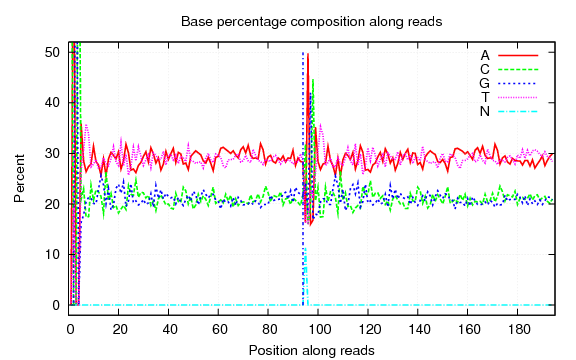 Base percentage composition along reads
A
C
G
T
N
50
40
30
20
10
0
Percent
0 20 40 60 80 100 120 140 160 180
Position along reads